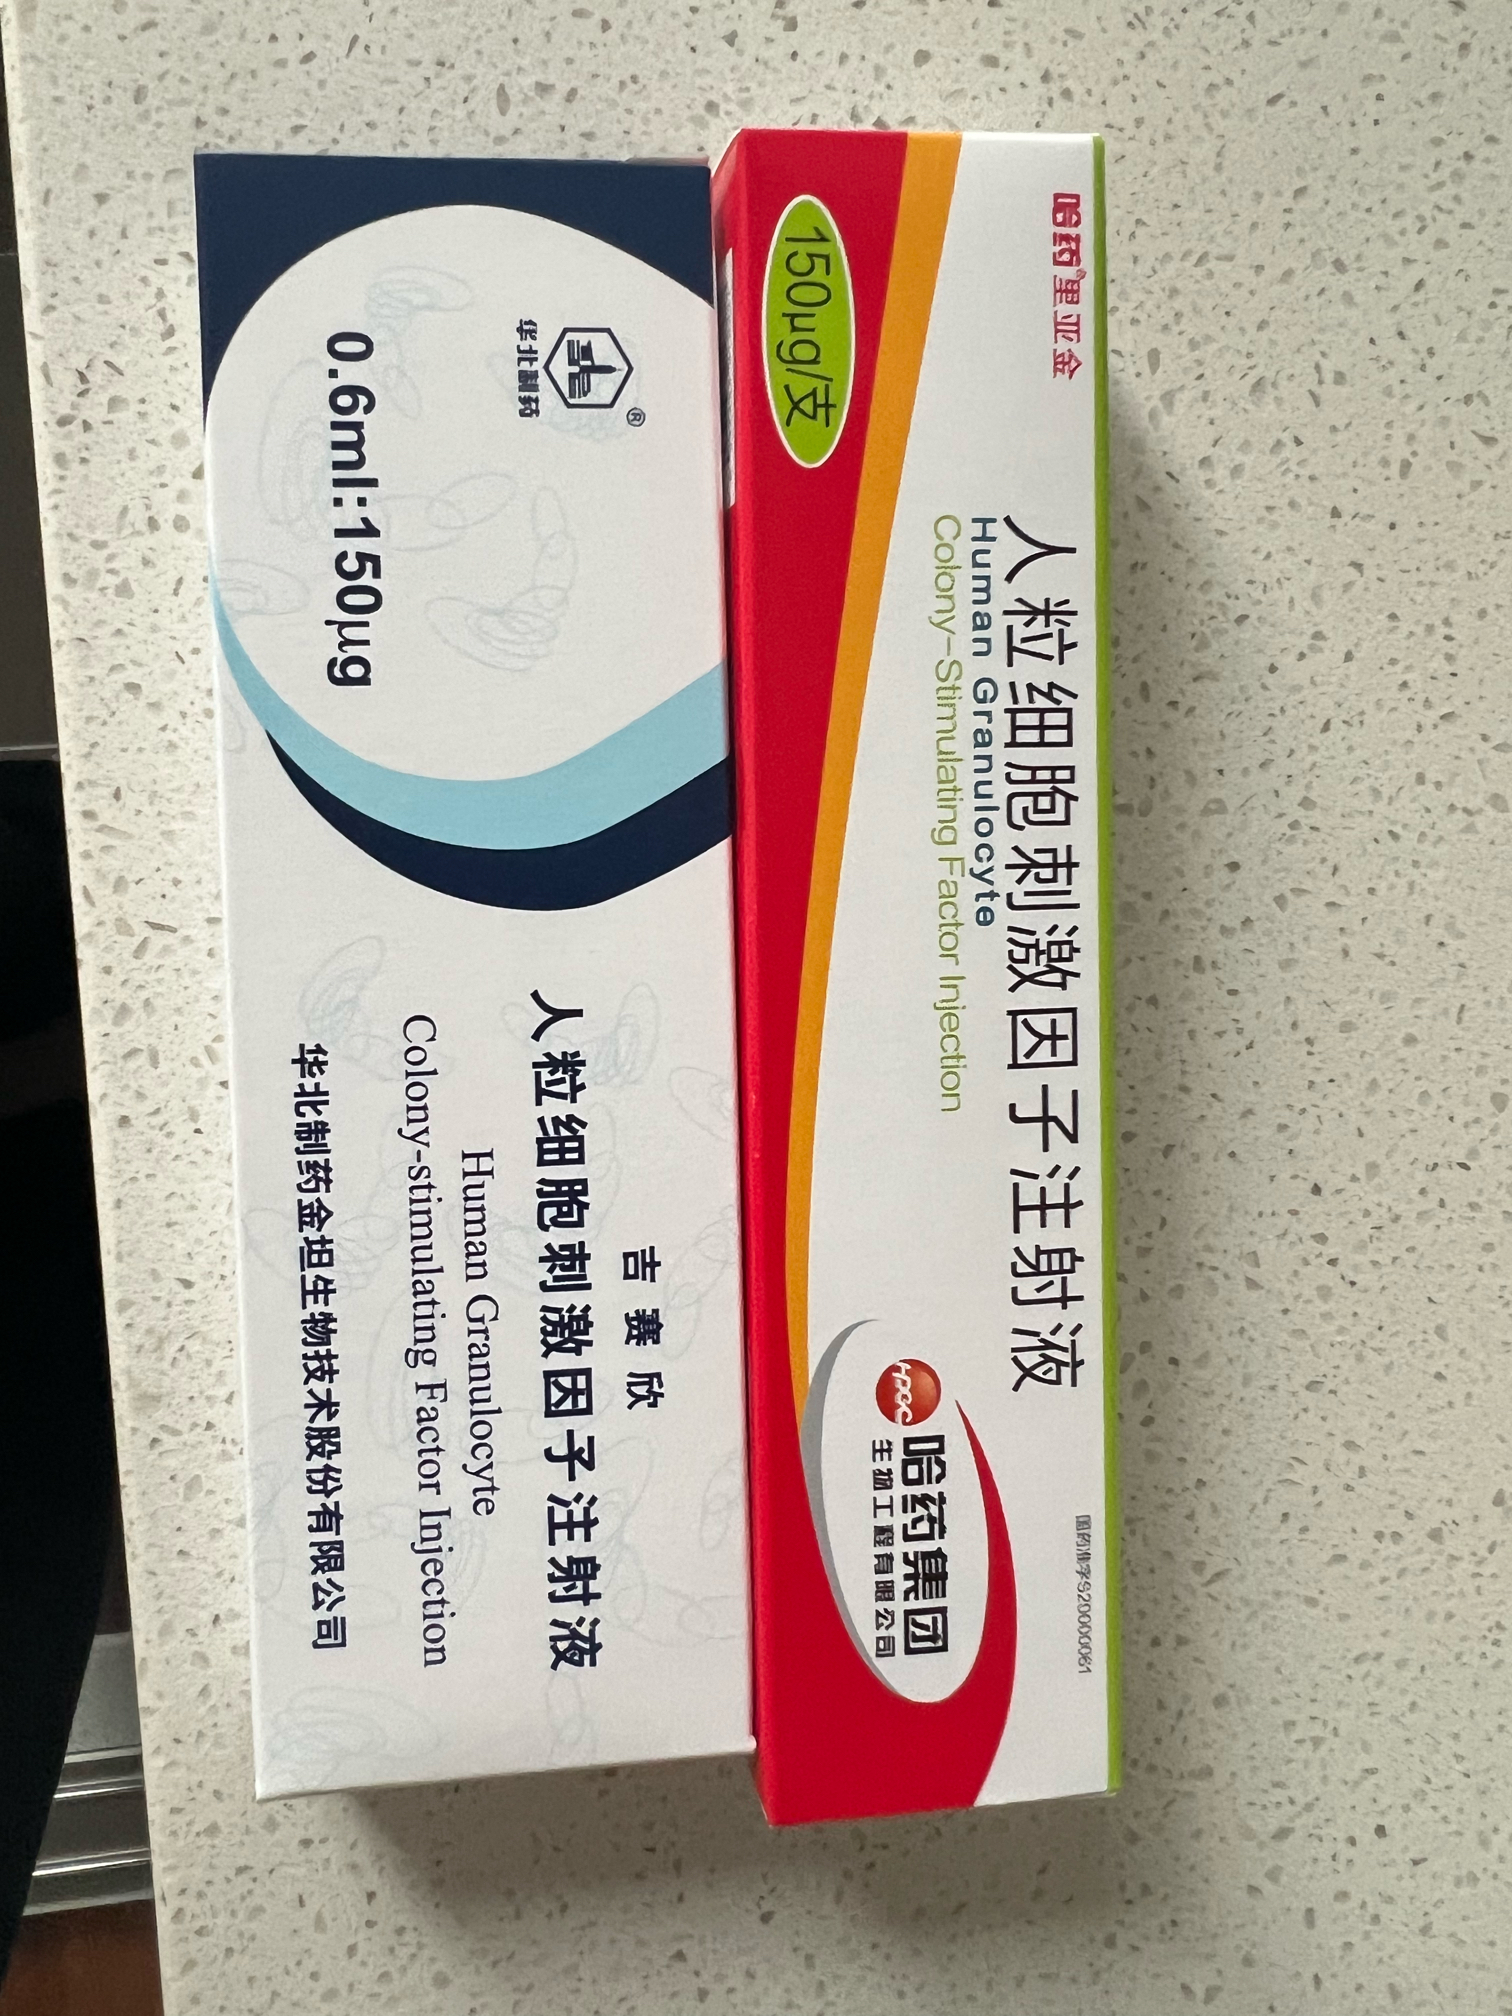 哈药®里亚金
150μg/支
人粒细胞刺激因子注射液
Human Granulocyte
Colony-Stimulating Factor Injection
HPGC
哈药集团
生物工程有限公司
国药准字S20000061
®
华北制药
0.6ml:150μg
吉赛欣
人粒细胞刺激因子注射液
Human Granulocyte
Colony-stimulating Factor Injection
华北制药金坦生物技术股份有限公司